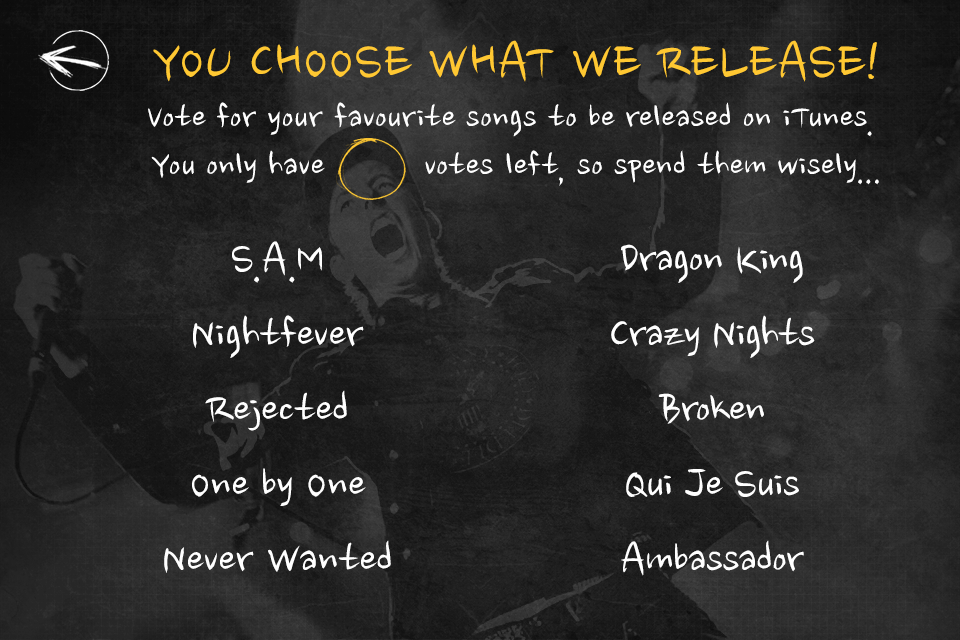 YOU CHOOSE WHAT WE RELEASE!
Vote for your favourite songs to be released on iTunes.
You only have votes left, so spend them wisely...
S.A.M
Dragon King
Nightfever
Crazy Nights
Rejected
Broken
One by One
Qui Je Suis
Never Wanted
Ambassador